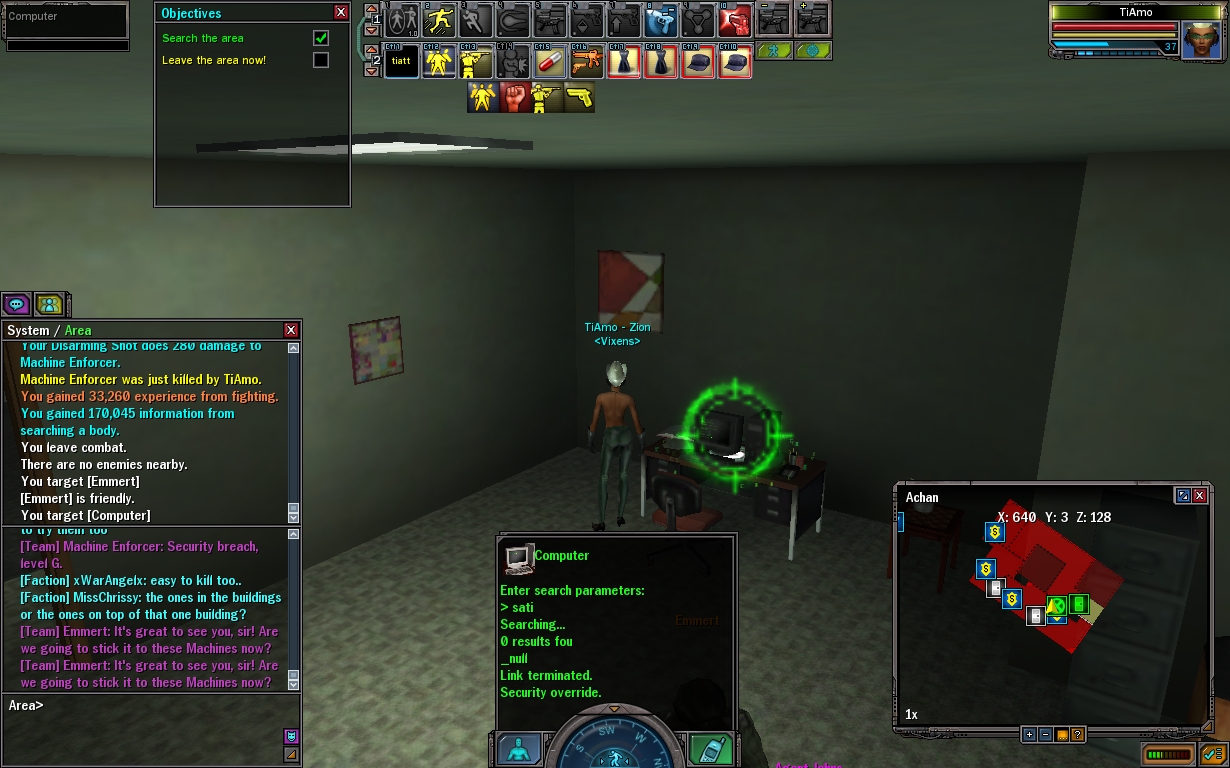 Computer
Objectives
Search the area
Leave the area now!
1
2
tiatt
TiAmo
37
TiAmo - Zion
<Vixens>
System / Area
Your Disarming Shot does 280 damage to
Machine Enforcer.
Machine Enforcer was just killed by TiAmo.
You gained 33,260 experience from fighting.
You gained 170,045 information from
searching a body.
You leave combat.
There are no enemies nearby.
You target [Emmert]
[Emmert] is friendly.
You target [Computer]
to try them too
[Team] Machine Enforcer: Security breach,
level G.
[Faction] xWarAngelx: easy to kill too..
[Faction] MissChrissy: the ones in the buildings
or the ones on top of that one building?
[Team] Emmert: It's great to see you, sir! Are
we going to stick it to these Machines now?
[Team] Emmert: It's great to see you, sir! Are
we going to stick it to these Machines now?
Area>
Computer
Enter search parameters:
> sati
Searching...
0 results fou
_null
Link terminated.
Security override.
Emmert
SW
W
S
Achan
X: 640 Y: 3 Z: 128
1x